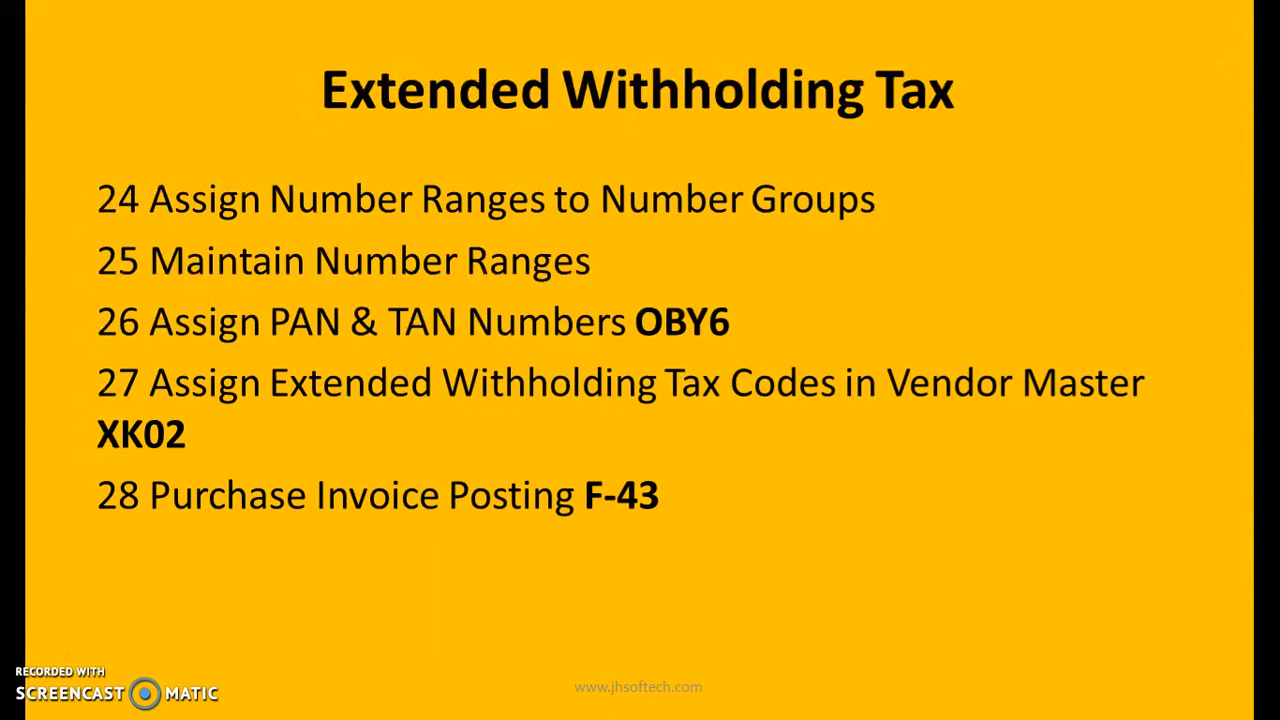 Extended Withholding Tax
24 Assign Number Ranges to Number Groups
25 Maintain Number Ranges
26 Assign PAN & TAN Numbers OBY6
27 Assign Extended Withholding Tax Codes in Vendor Master
XK02
28 Purchase Invoice Posting F-43
RECORDED WITH
SCREENCAST MATIC
www.jhsoftech.com